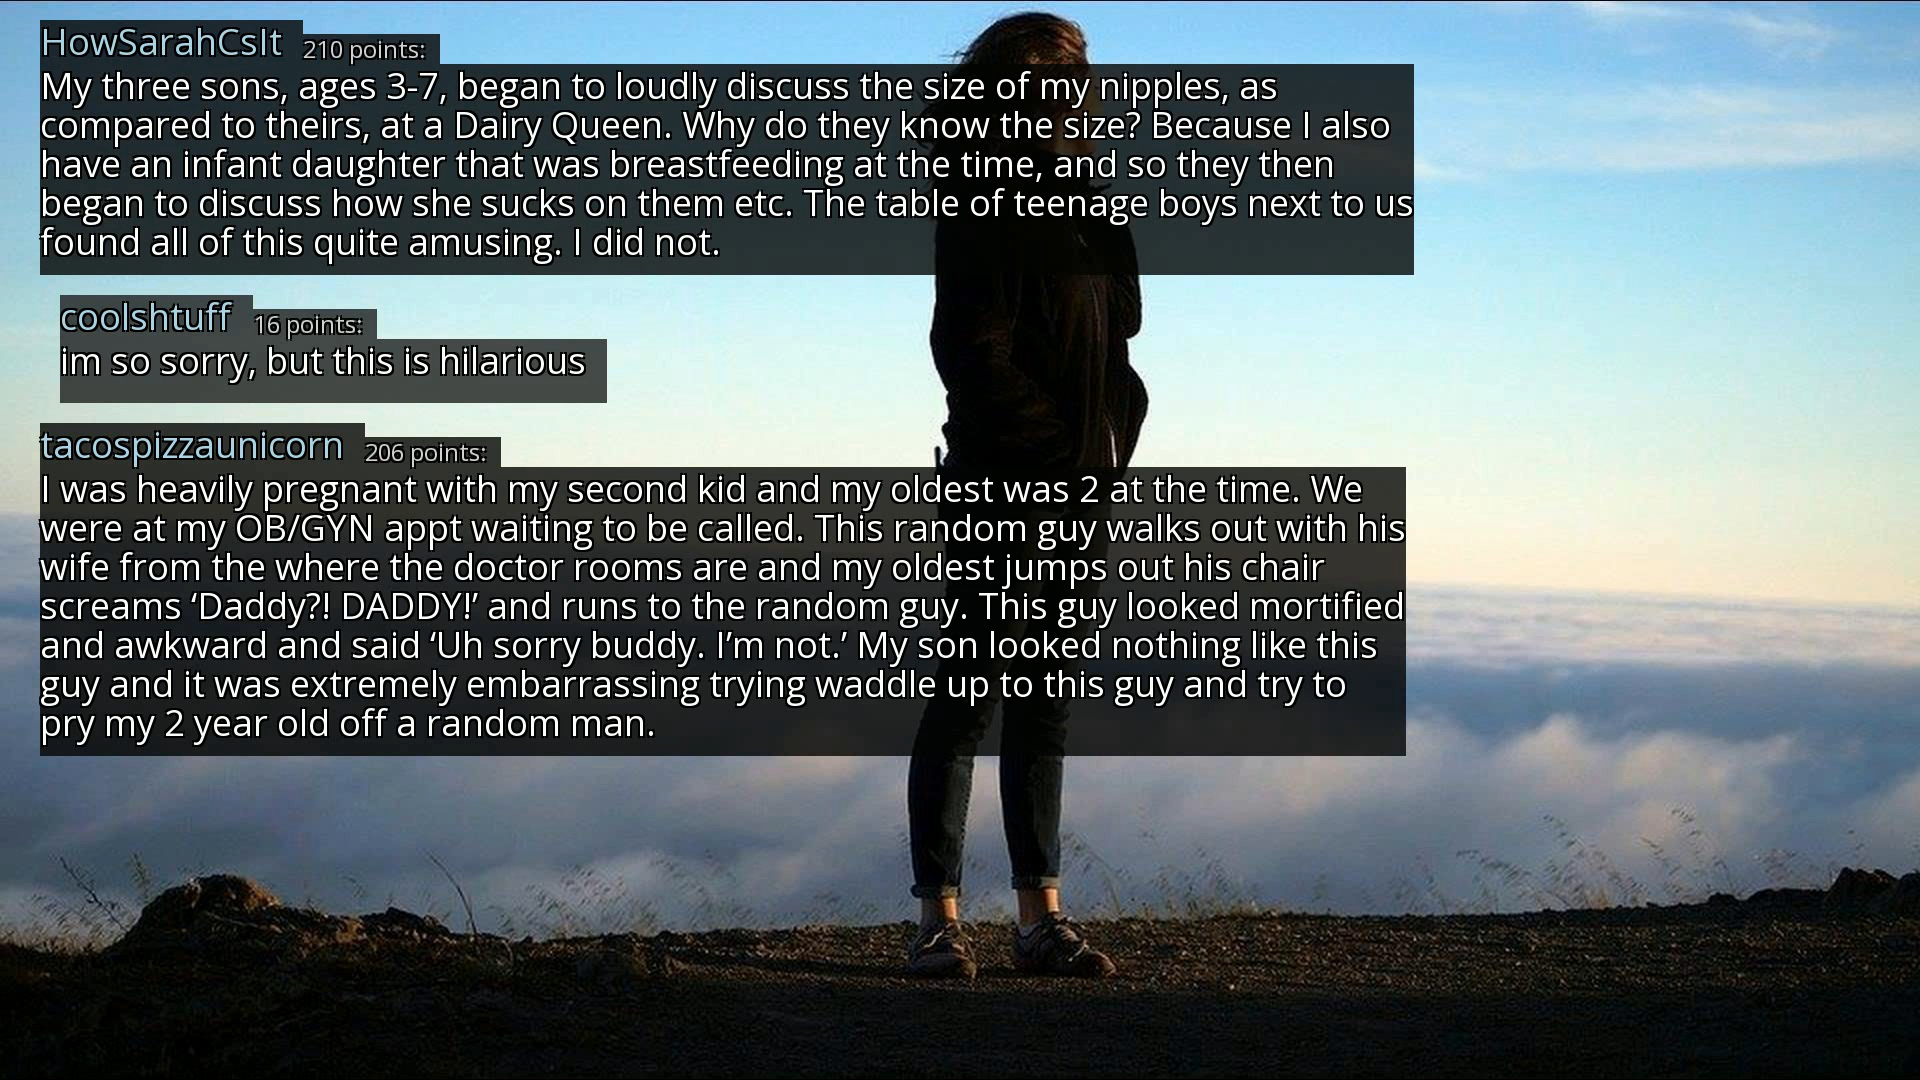 HowSarahCsIt 210 points:
My three sons, ages 3-7, began to loudly discuss the size of my nipples, as
compared to theirs, at a Dairy Queen. Why do they know the size? Because I also
have an infant daughter that was breastfeeding at the time, and so they then
began to discuss how she sucks on them etc. The table of teenage boys next to us
found all of this quite amusing. I did not.
coolshtuff 16 points:
im so sorry, but this is hilarious
tacospizzaunicorn 206 points:
I was heavily pregnant with my second kid and my oldest was 2 at the time. We
were at my OB/GYN appt waiting to be called. This random guy walks out with his
wife from the where the doctor rooms are and my oldest jumps out his chair
screams ‘Daddy?! DADDY!’ and runs to the random guy. This guy looked mortified
and awkward and said ‘Uh sorry buddy. I’m not.’ My son looked nothing like this
guy and it was extremely embarrassing trying waddle up to this guy and try to
pry my 2 year old off a random man.